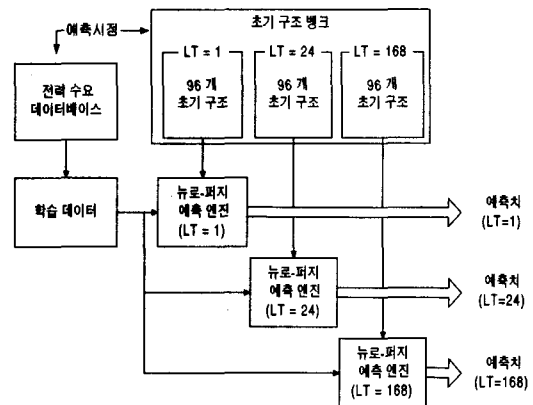 예측시점
초기 구조 뱅크
LT = 1
LT = 24
LT = 168
96 개
초기 구조
96 개
초기 구조
96 개
초기 구조
전력 수요
데이터베이스
학습 데이터
뉴로-퍼지
예측 엔진
(LT = 1)
예측치
(LT=1)
뉴로-퍼지
예측 엔진
(LT = 24)
예측치
(LT=24)
뉴로-퍼지
예측 엔진
(LT = 168)
예측치
(LT=168)